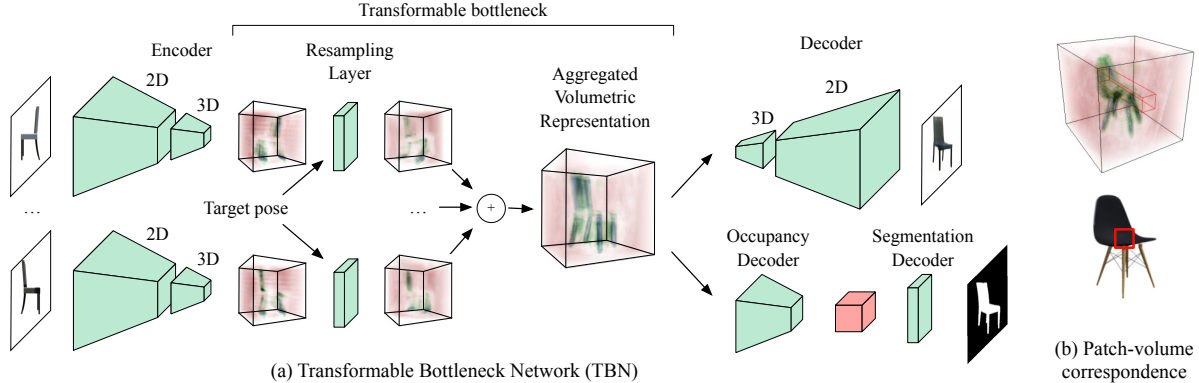 Transformable bottleneck
Encoder
Resampling
Layer
Decoder
2D
3D
Aggregated
Volumetric
Representation
3D
2D
...
Target pose
...
+
2D
3D
Occupancy
Decoder
Segmentation
Decoder
(a) Transformable Bottleneck Network (TBN)
(b) Patch-volume
correspondence